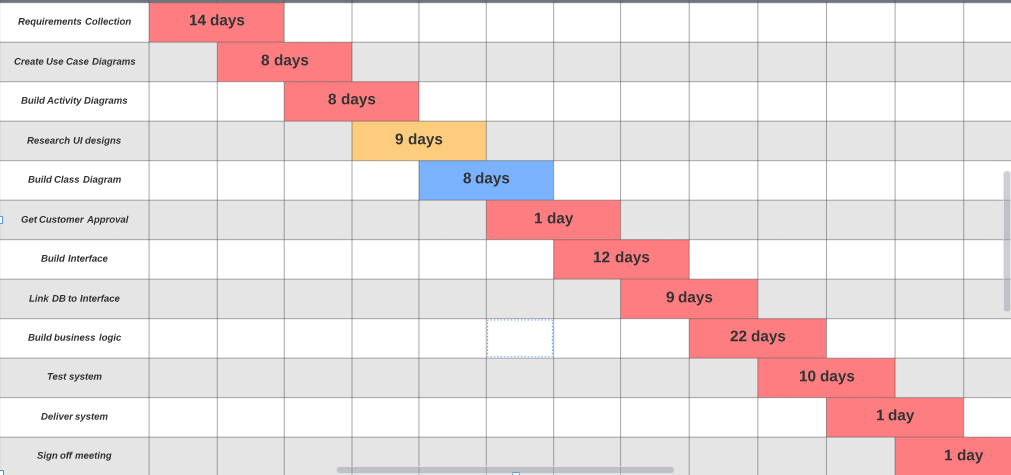 Requirements Collection 14 days
Create Use Case Diagrams 8 days
Build Activity Diagrams 8 days
Research UI designs 9 days
Build Class Diagram 8 days
Get Customer Approval 1 day
Build Interface 12 days
Link DB to Interface 9 days
Build business logic 22 days
Test system 10 days
Deliver system 1 day
Sign off meeting 1 day